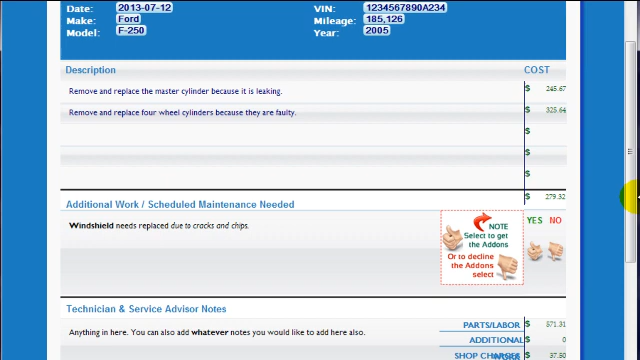 Date: 2013-07-12 VIN: 1234567890A234
Make: Ford Mileage: 185,126
Model: F-250 Year: 2005
Description COST
Remove and replace the master cylinder because it is leaking. $ 245.67
Remove and replace four wheel cylinders because they are faulty. $ 325.64
$
$
$
$ 279.32
Additional Work / Scheduled Maintenance Needed
Windshield needs replaced due to cracks and chips.
NOTE
Select to get
the Addons
Or to decline
the Addons
select
YES NO
Technician & Service Advisor Notes
Anything in here. You can also add whatever notes you would like to add here also.
PARTS/LABOR $ 571.31
ADDITIONAL $ 0
SHOP CHARGES $ 37.50